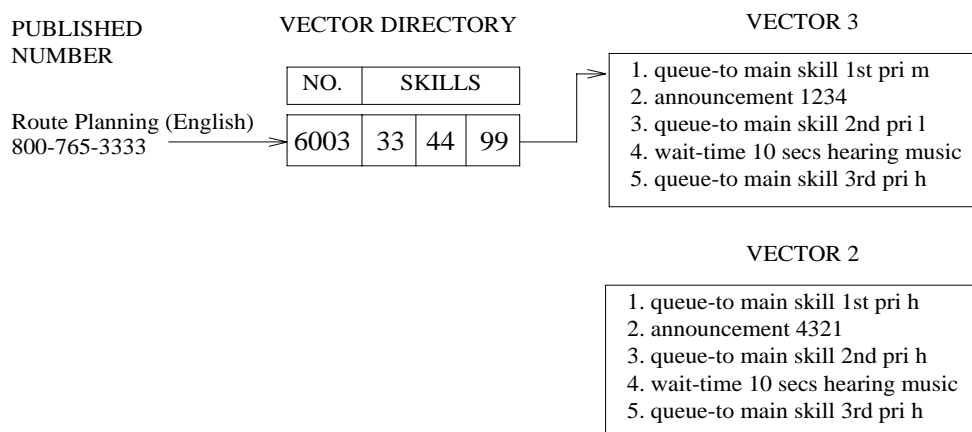 PUBLISHED
NUMBER
VECTOR DIRECTORY
NO. SKILLS
Route Planning (English)
800-765-3333
6003 33 44 99
VECTOR 3
1. queue-to main skill 1st pri m
2. announcement 1234
3. queue-to main skill 2nd pri l
4. wait-time 10 secs hearing music
5. queue-to main skill 3rd pri h
VECTOR 2
1. queue-to main skill 1st pri h
2. announcement 4321
3. queue-to main skill 2nd pri h
4. wait-time 10 secs hearing music
5. queue-to main skill 3rd pri h